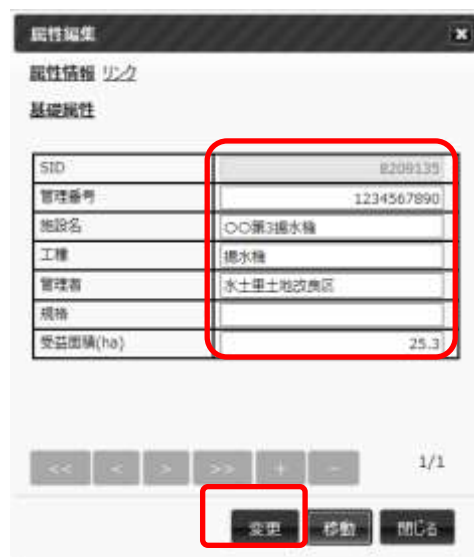 属性編集
属性情報 リンク
基礎属性
SID 8209135
管理番号 1234567890
施設名 〇〇第3揚水機
工種 揚水機
管理者 水土里土地改良区
規格
受益面積(ha) 25.3
<< < > >> + - 1/1
変更 移動 閉じる